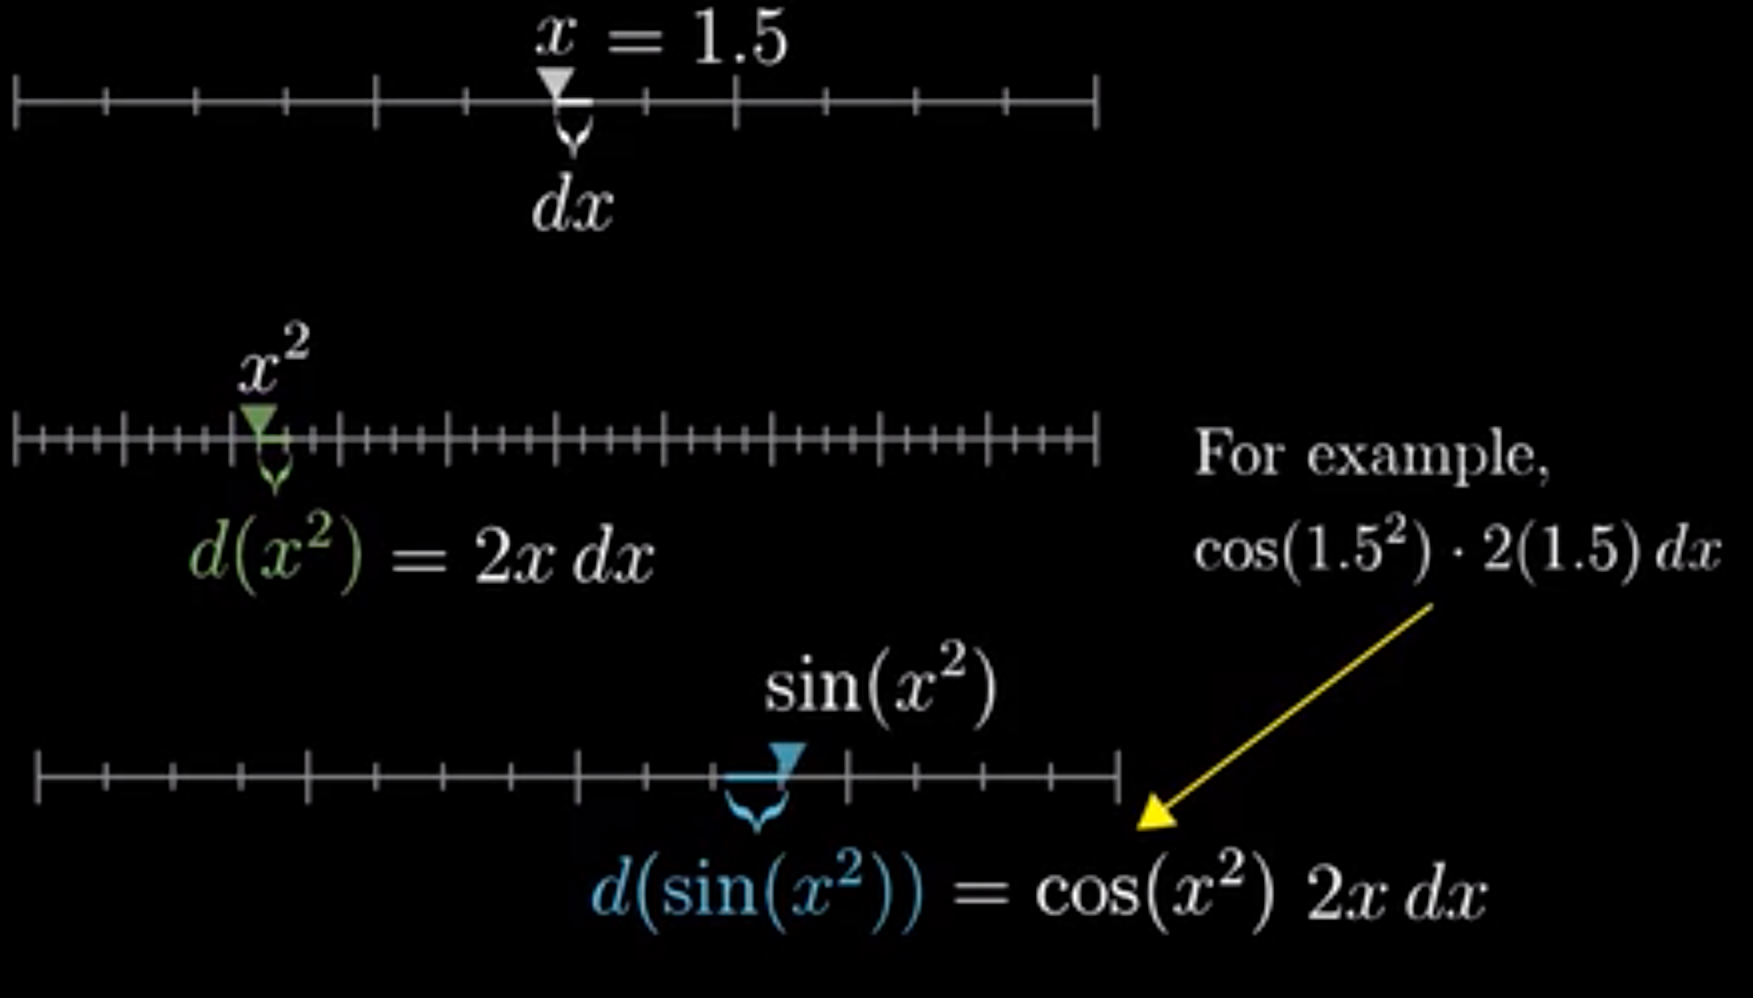 x = 1.5
dx
x²
d(x²) = 2x dx
For example,
cos(1.5²) · 2(1.5) dx
sin(x²)
d(sin(x²)) = cos(x²) 2x dx